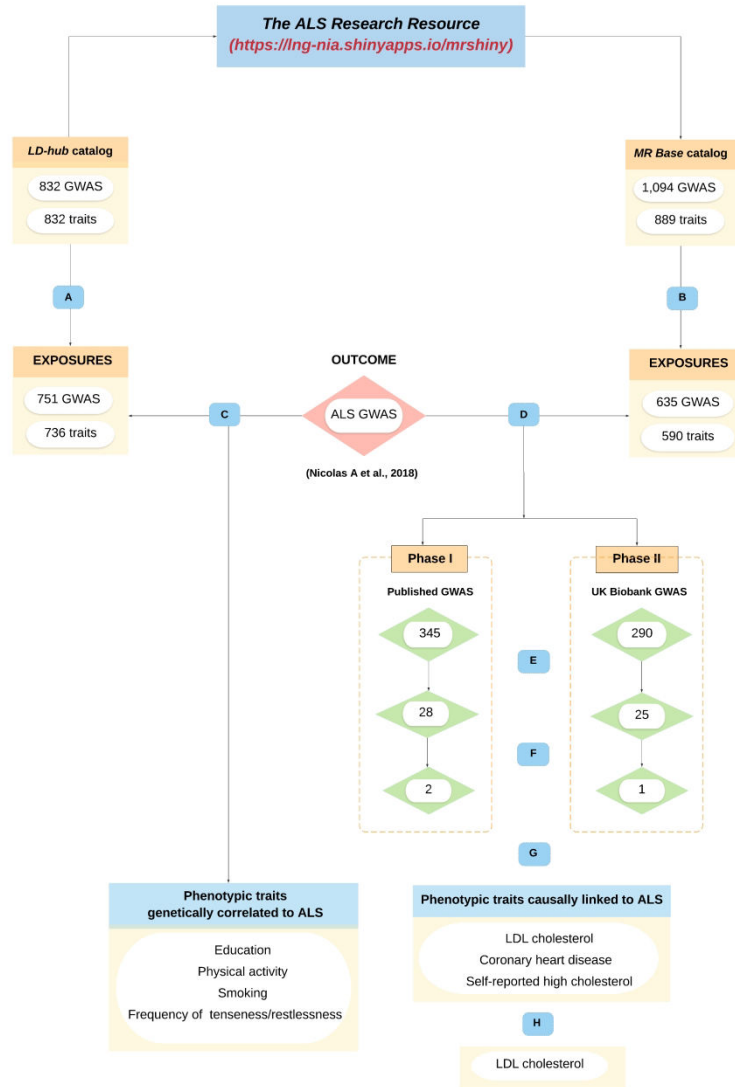 The ALS Research Resource
(https://lng-nia.shinyapps.io/mrshiny)
LD-hub catalog
832 GWAS
832 traits
MR Base catalog
1,094 GWAS
889 traits
A
B
EXPOSURES
751 GWAS
736 traits
OUTCOME
ALS GWAS
(Nicolas A et al., 2018)
C
D
EXPOSURES
635 GWAS
590 traits
Phase I
Published GWAS
345
28
2
Phase II
UK Biobank GWAS
290
25
1
E
F
G
Phenotypic traits
genetically correlated to ALS
Education
Physical activity
Smoking
Frequency of tenseness/restlessness
Phenotypic traits causally linked to ALS
LDL cholesterol
Coronary heart disease
Self-reported high cholesterol
H
LDL cholesterol